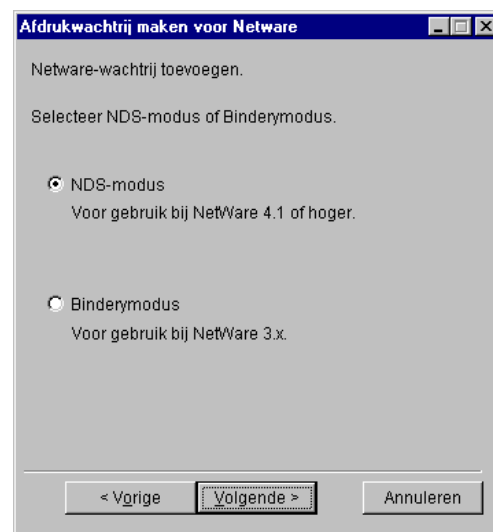 Afdrukwachtrij maken voor Netware
Netware-wachtrij toevoegen.
Selecteer NDS-modus of Binderymodus.
NDS-modus
Voor gebruik bij NetWare 4.1 of hoger.
Binderymodus
Voor gebruik bij NetWare 3.x.
< Vorige Volgende > Annuleren